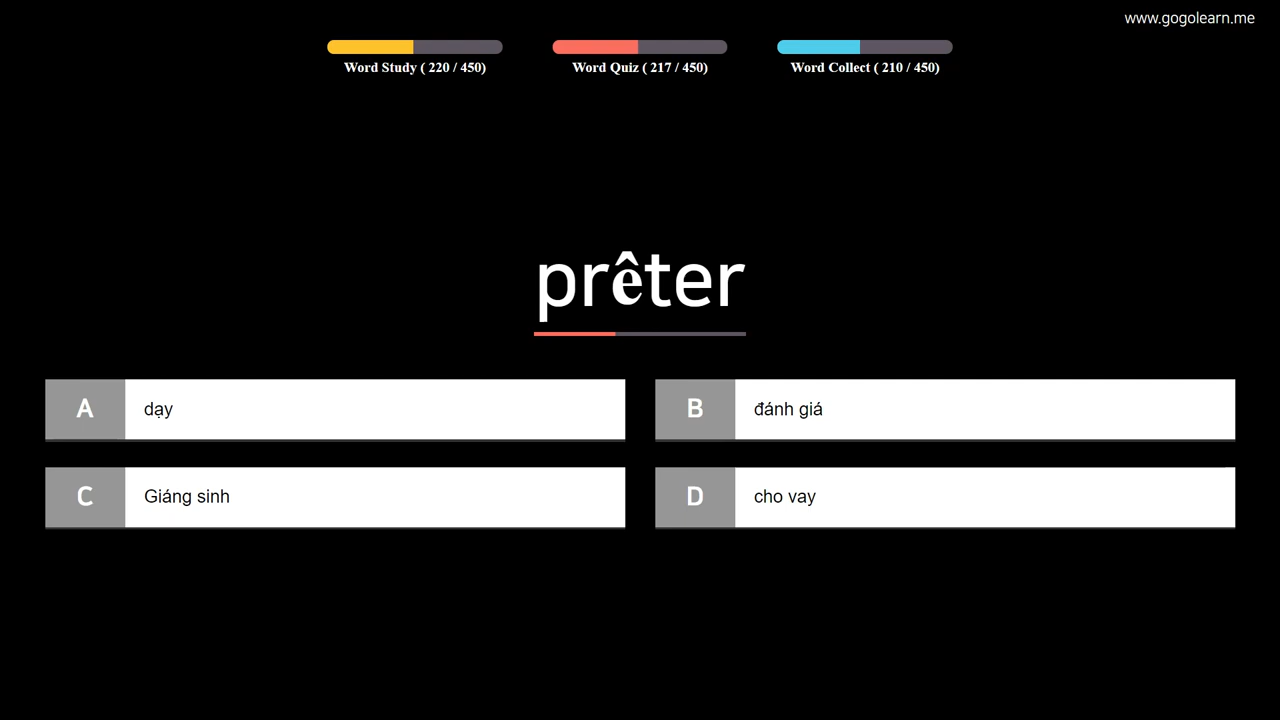 www.gogolearn.me
Word Study ( 220 / 450)
Word Quiz ( 217 / 450)
Word Collect ( 210 / 450)
prêter
A dạy
B đánh giá
C Giáng sinh
D cho vay